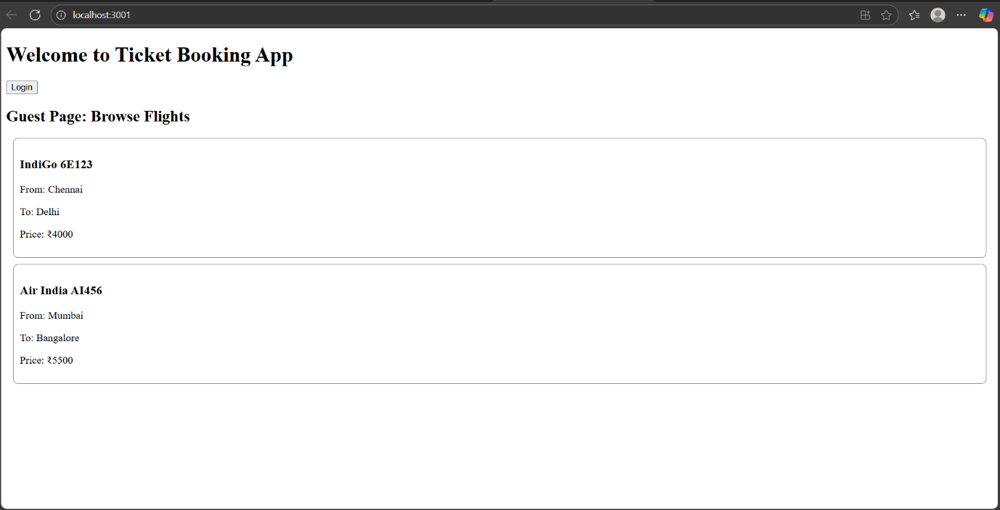 localhost:3001
Welcome to Ticket Booking App
Login
Guest Page: Browse Flights
IndiGo 6E123
From: Chennai
To: Delhi
Price: ₹4000
Air India AI456
From: Mumbai
To: Bangalore
Price: ₹5500